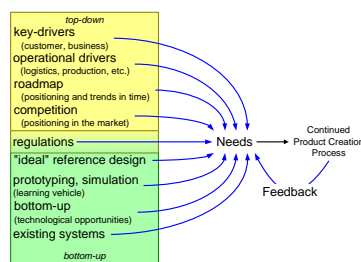 top-down
key-drivers
(customer, business)
operational drivers
(logistics, production, etc.)
roadmap
(positioning and trends in time)
competition
(positioning in the market)
regulations
"ideal" reference design
prototyping, simulation
(learning vehicle)
bottom-up
(technological opportunities)
existing systems
bottom-up
Needs
Continued
Product Creation
Process
Feedback